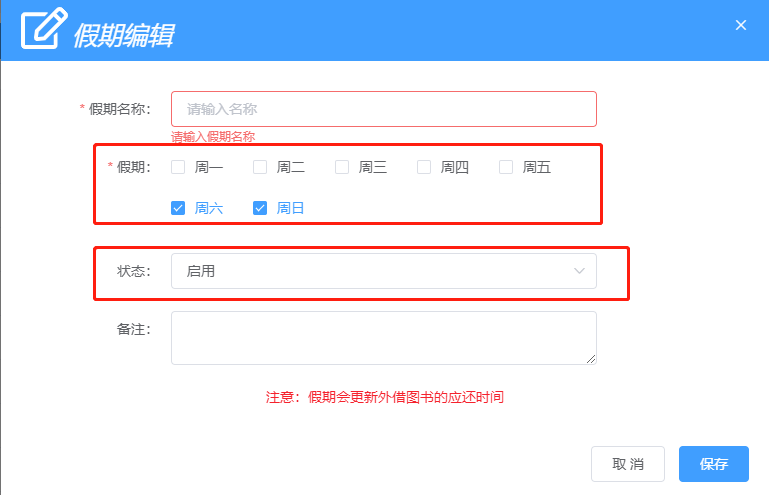 假期编辑
* 假期名称： 请输入名称
请输入假期名称
* 假期： 周一 周二 周三 周四 周五
周六 周日
状态： 启用
备注：
注意：假期会更新外借图书的应还时间
取 消 保存